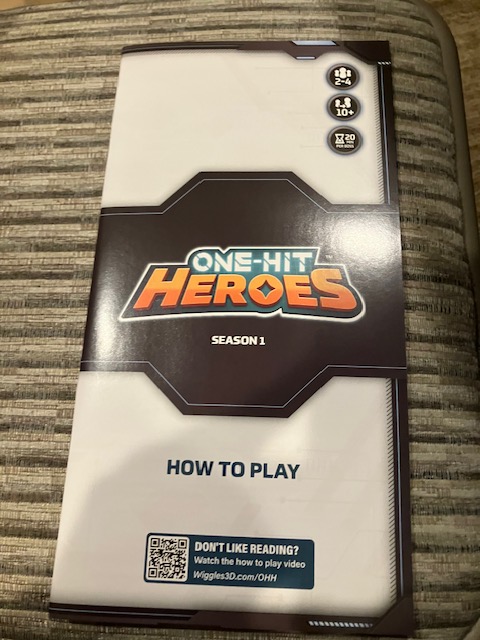 2-4
10+
20
PER BOSS
ONE-HIT
HEROES
SEASON 1
HOW TO PLAY
DON'T LIKE READING?
Watch the how to play video
Wiggles3D.com/OHH